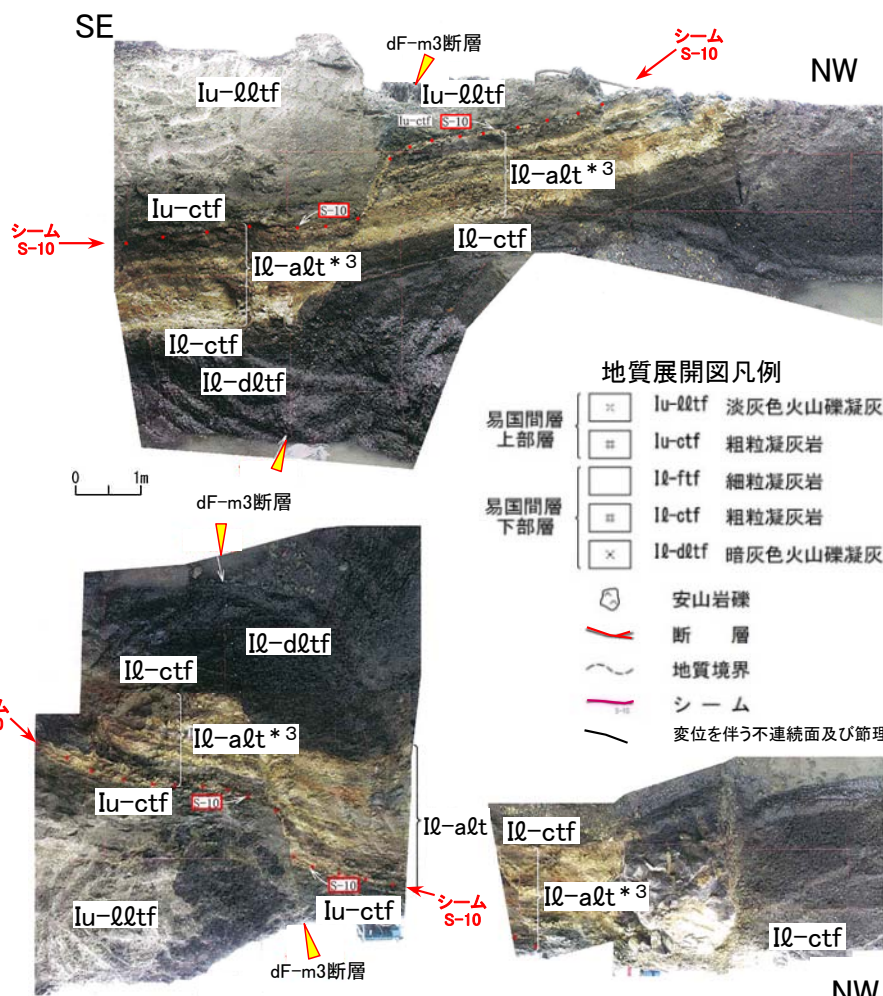 SE
dF-m3断層
シーム
S-10
NW
Iu-ℓℓtf
Iu-ℓℓtf
Iu-ctf
S-10
Iℓ-aℓt*3
Iu-ctf
S-10
Iℓ-ctf
シーム
S-10
Iℓ-aℓt*3
Iℓ-ctf
Iℓ-dℓtf
0 1m
dF-m3断層
地質展開図凡例
易国間層
上部層
Iu-ℓℓtf 淡灰色火山礫凝灰
Iu-ctf 粗粒凝灰岩
易国間層
下部層
Iℓ-ftf 細粒凝灰岩
Iℓ-ctf 粗粒凝灰岩
Iℓ-dℓtf 暗灰色火山礫凝灰
安山岩礫
断 層
地質境界
S-10
シ ー ム
変位を伴う不連続面及び節理
Iℓ-dℓtf
Iℓ-ctf
Iℓ-aℓt*3
Iu-ctf
S-10
Iℓ-aℓt
S-10
Iu-ctf
シーム
S-10
Iu-ℓℓtf
dF-m3断層
Iℓ-ctf
Iℓ-aℓt*3
Iℓ-ctf
NW